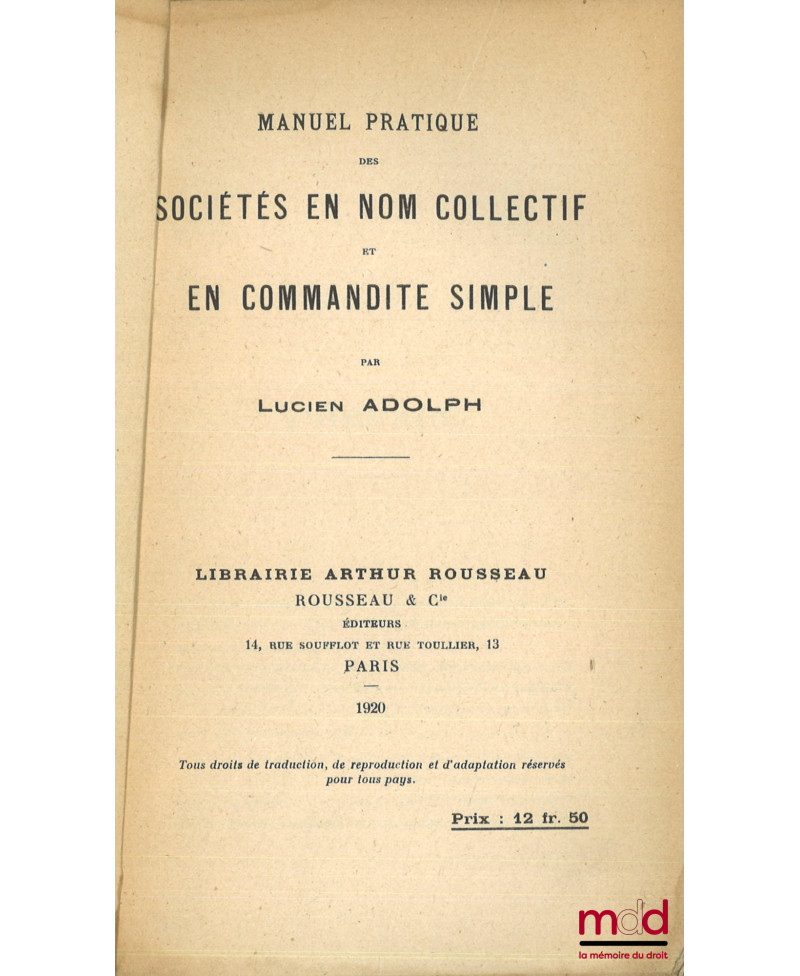 MANUEL PRATIQUE
DES
SOCIÉTÉS EN NOM COLLECTIF
ET
EN COMMANDITE SIMPLE
PAR
LUCIEN ADOLPH
LIBRAIRIE ARTHUR ROUSSEAU
ROUSSEAU & Cie
ÉDITEURS
14, RUE SOUFFLOT ET RUE TOULLIER, 13
PARIS
1920
Tous droits de traduction, de reproduction et d'adaptation réservés
pour tous pays.
Prix : 12 fr. 50
mdd
la mémoire du droit